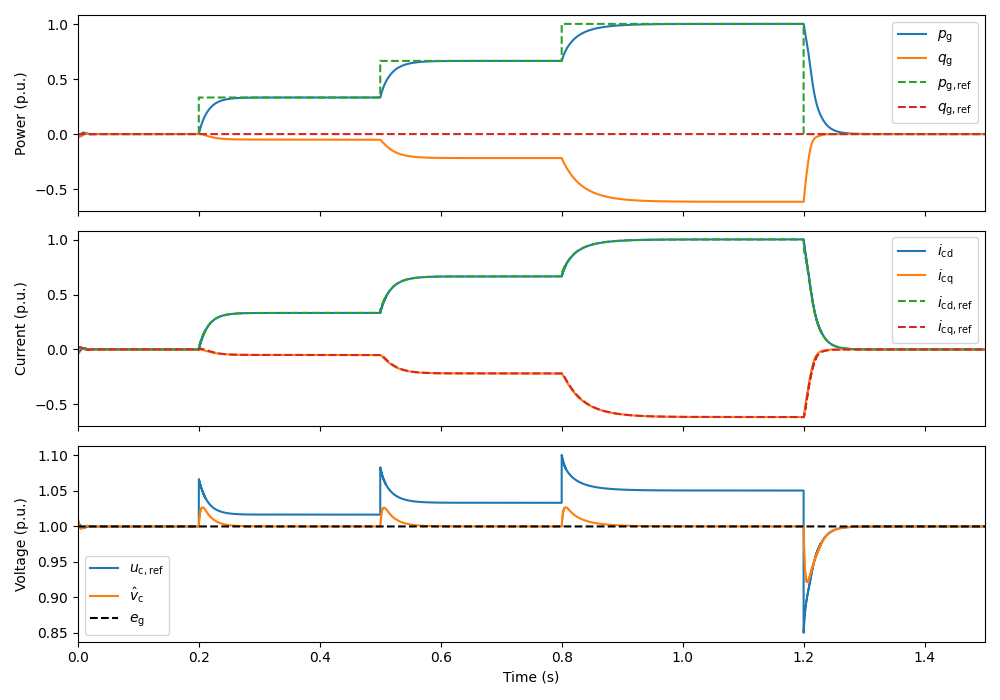 1.0
0.5
0.0
−0.5
Power (p.u.)
p_g
q_g
p_g,ref
q_g,ref
1.0
0.5
0.0
−0.5
Current (p.u.)
i_cd
i_cq
i_cd,ref
i_cq,ref
1.10
1.05
1.00
0.95
0.90
0.85
Voltage (p.u.)
u_c,ref
v̂_c
e_g
0.0 0.2 0.4 0.6 0.8 1.0 1.2 1.4
Time (s)